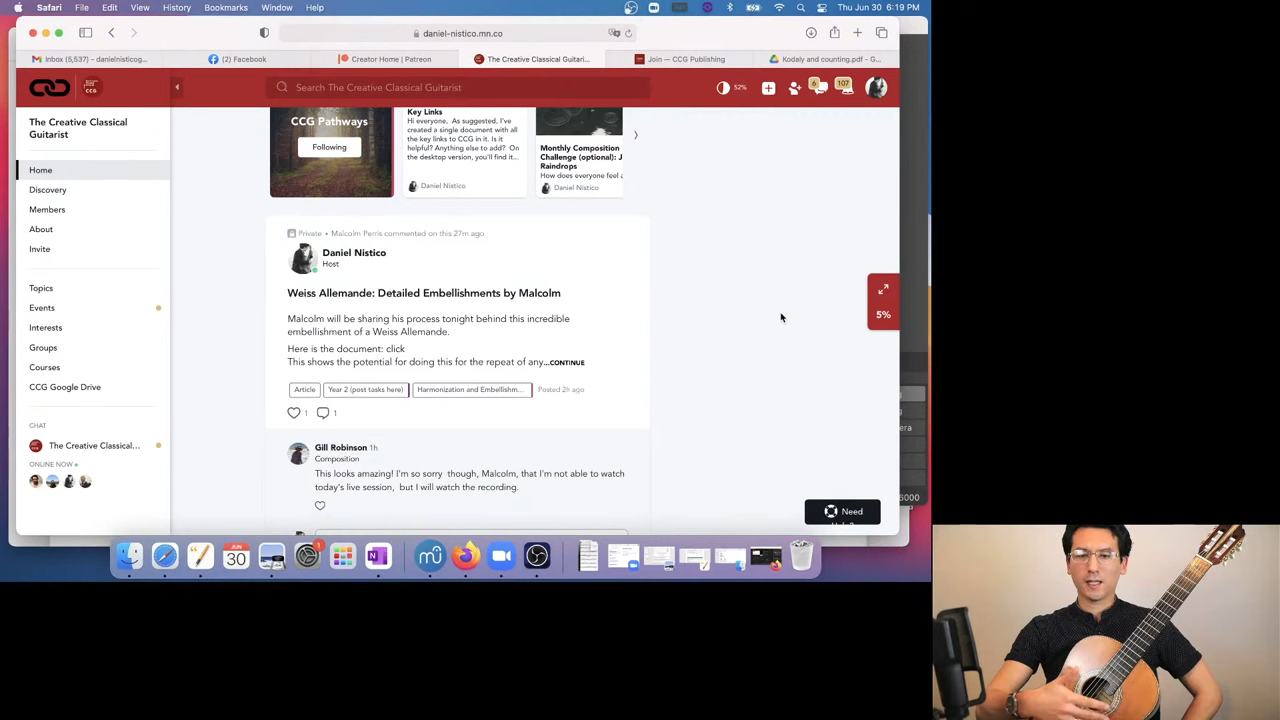 Safari File Edit View History Bookmarks Window Help
Thu Jun 30 6:19 PM
daniel-nistico.mn.co
Inbox (5,537) – danielnisticog...
(2) Facebook
Creator Home | Patreon
The Creative Classical Guitari...
Join — CCG Publishing
Kodaly and counting.pdf - G...
CCG
Search The Creative Classical Guitarist
52%
6
107
The Creative Classical
Guitarist
Home
Discovery
Members
About
Invite
Topics
Events
Interests
Groups
Courses
CCG Google Drive
CHAT
The Creative Classical...
ONLINE NOW
CCG Pathways
Following
Key Links
Hi everyone, As suggested, I've
created a single document with all
the key links to CCG in it. Is it
helpful? Anything else to add? On
the desktop version, you'll find it...
Daniel Nistico
Monthly Composition
Challenge (optional): J
Raindrops
How does everyone feel a
Daniel Nistico
Private • Malcolm Perris commented on this 27m ago
Daniel Nistico
Host
Weiss Allemande: Detailed Embellishments by Malcolm
Malcolm will be sharing his process tonight behind this incredible
embellishment of a Weiss Allemande.
Here is the document: click
This shows the potential for doing this for the repeat of any...CONTINUE
Article
Year 2 (post tasks here)
Harmonization and Embellishm...
Posted 2h ago
1
1
Gill Robinson 1h
Composition
This looks amazing! I'm so sorry though, Malcolm, that I'm not able to watch
today's live session, but I will watch the recording.
5%
Need
Help?
era
6000
JUN
30
1